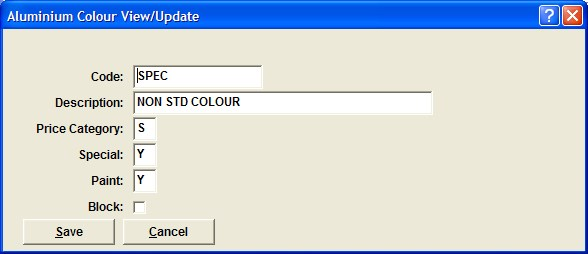 Aluminium Colour View/Update ?
Code: SPEC
Description: NON STD COLOUR
Price Category: S
Special: Y
Paint: Y
Block:
Save Cancel